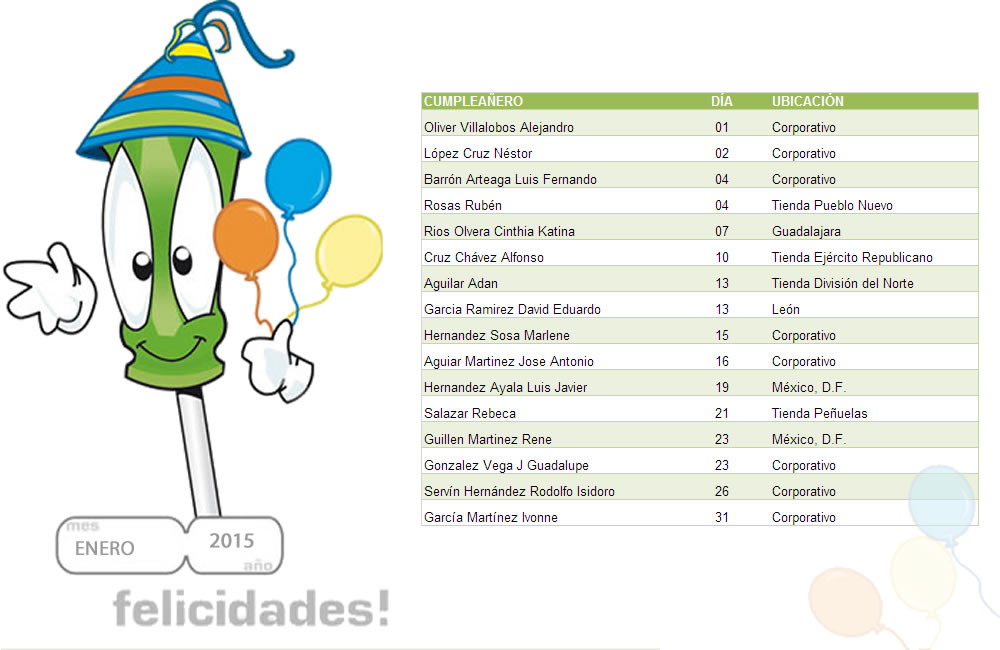 CUMPLEAÑERO DÍA UBICACIÓN
Oliver Villalobos Alejandro 01 Corporativo
López Cruz Néstor 02 Corporativo
Barrón Arteaga Luis Fernando 04 Corporativo
Rosas Rubén 04 Tienda Pueblo Nuevo
Rios Olvera Cinthia Katina 07 Guadalajara
Cruz Chávez Alfonso 10 Tienda Ejército Republicano
Aguilar Adan 13 Tienda División del Norte
Garcia Ramirez David Eduardo 13 León
Hernandez Sosa Marlene 15 Corporativo
Aguiar Martinez Jose Antonio 16 Corporativo
Hernandez Ayala Luis Javier 19 México, D.F.
Salazar Rebeca 21 Tienda Peñuelas
Guillen Martinez Rene 23 México, D.F.
Gonzalez Vega J Guadalupe 23 Corporativo
Servín Hernández Rodolfo Isidoro 26 Corporativo
García Martínez Ivonne 31 Corporativo
mes
ENERO 2015
año
felicidades!